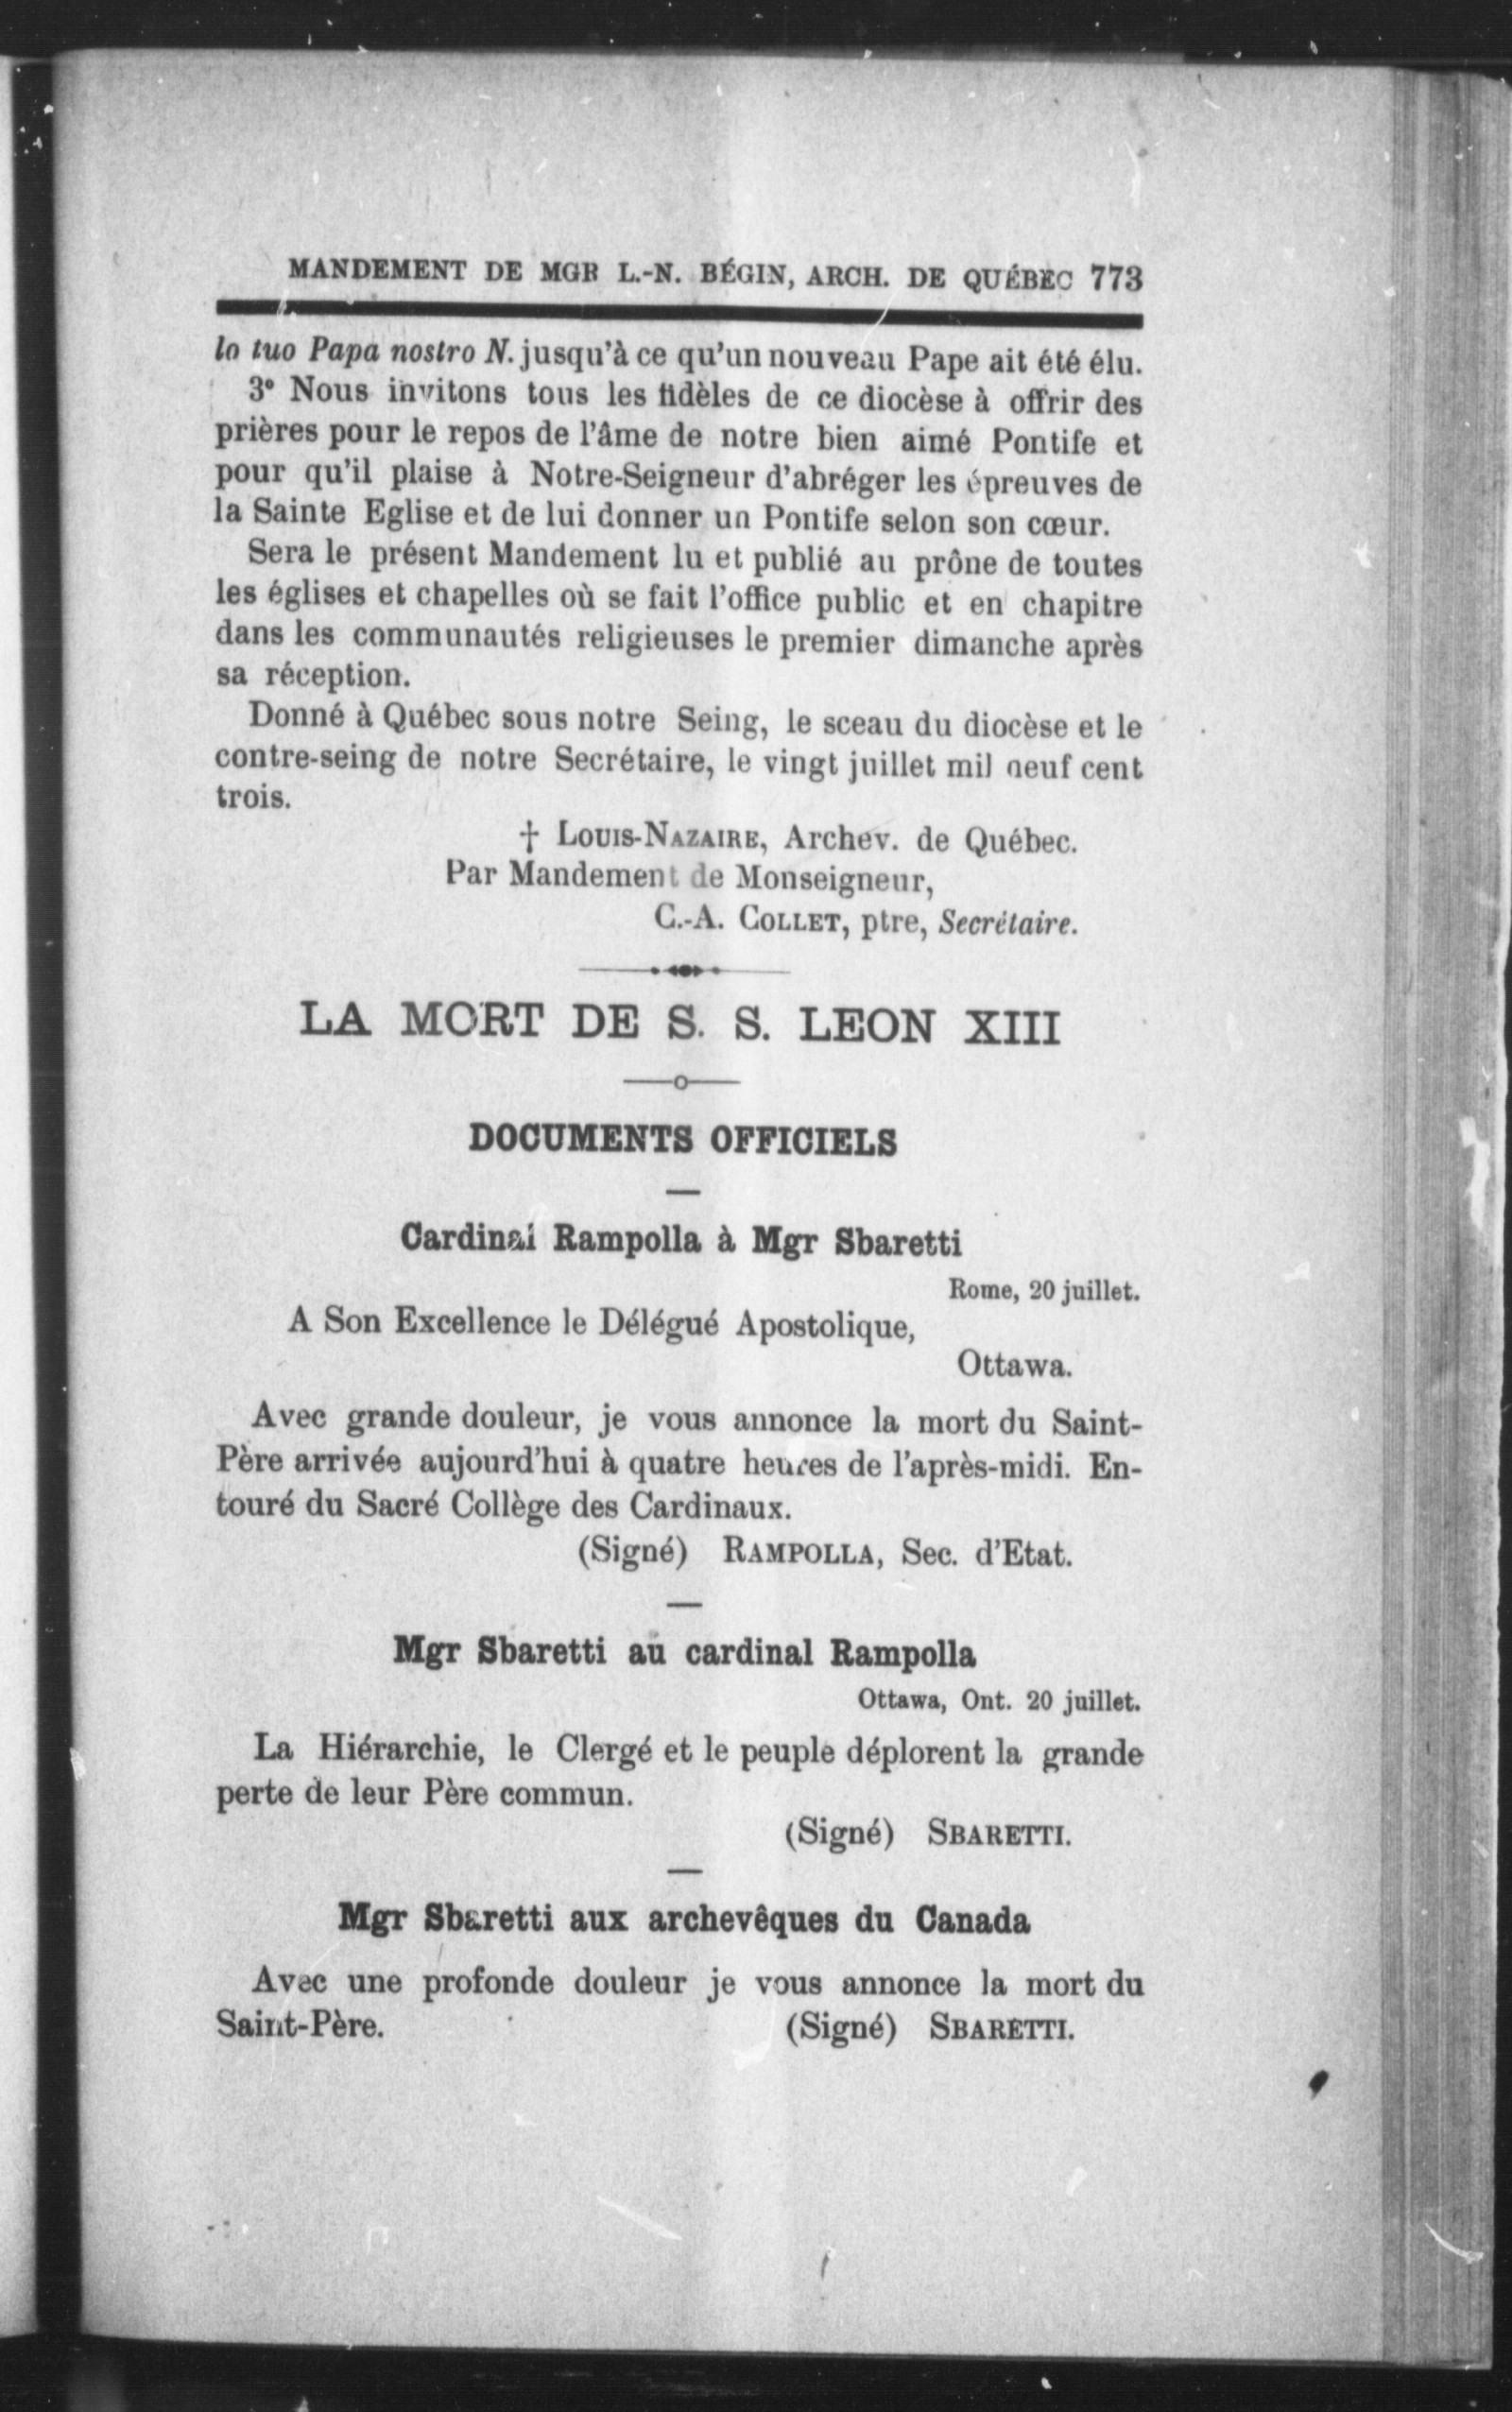 MANDEMENT DE MGR L.-N. BÉGIN, ARCH. DE QUÉBEC 773
lo tuo Papa nostro N. jusqu'à ce qu'un nouveau Pape ait été élu.
3° Nous invitons tous les fidèles de ce diocèse à offrir des
prières pour le repos de l'âme de notre bien aimé Pontife et
pour qu'il plaise à Notre-Seigneur d'abréger les épreuves de
la Sainte Eglise et de lui donner un Pontife selon son cœur.
Sera le présent Mandement lu et publié au prône de toutes
les églises et chapelles où se fait l'office public et en chapitre
dans les communautés religieuses le premier dimanche après
sa réception.
Donné à Québec sous notre Seing, le sceau du diocèse et le
contre-seing de notre Secrétaire, le vingt juillet mil neuf cent
trois.
† LOUIS-NAZAIRE, Archev. de Québec.
Par Mandement de Monseigneur,
C.-A. COLLET, ptre, Secrétaire.
LA MORT DE S. S. LEON XIII
DOCUMENTS OFFICIELS
Cardinal Rampolla à Mgr Sbaretti
Rome, 20 juillet.
A Son Excellence le Délégué Apostolique,
Ottawa.
Avec grande douleur, je vous annonce la mort du Saint-
Père arrivée aujourd'hui à quatre heures de l'après-midi. En-
touré du Sacré Collège des Cardinaux.
(Signé) RAMPOLLA, Sec. d'Etat.
Mgr Sbaretti au cardinal Rampolla
Ottawa, Ont. 20 juillet.
La Hiérarchie, le Clergé et le peuple déplorent la grande
perte de leur Père commun.
(Signé) SBARETTI.
Mgr Sbaretti aux archevêques du Canada
Avec une profonde douleur je vous annonce la mort du
Saint-Père. (Signé) SBARETTI.